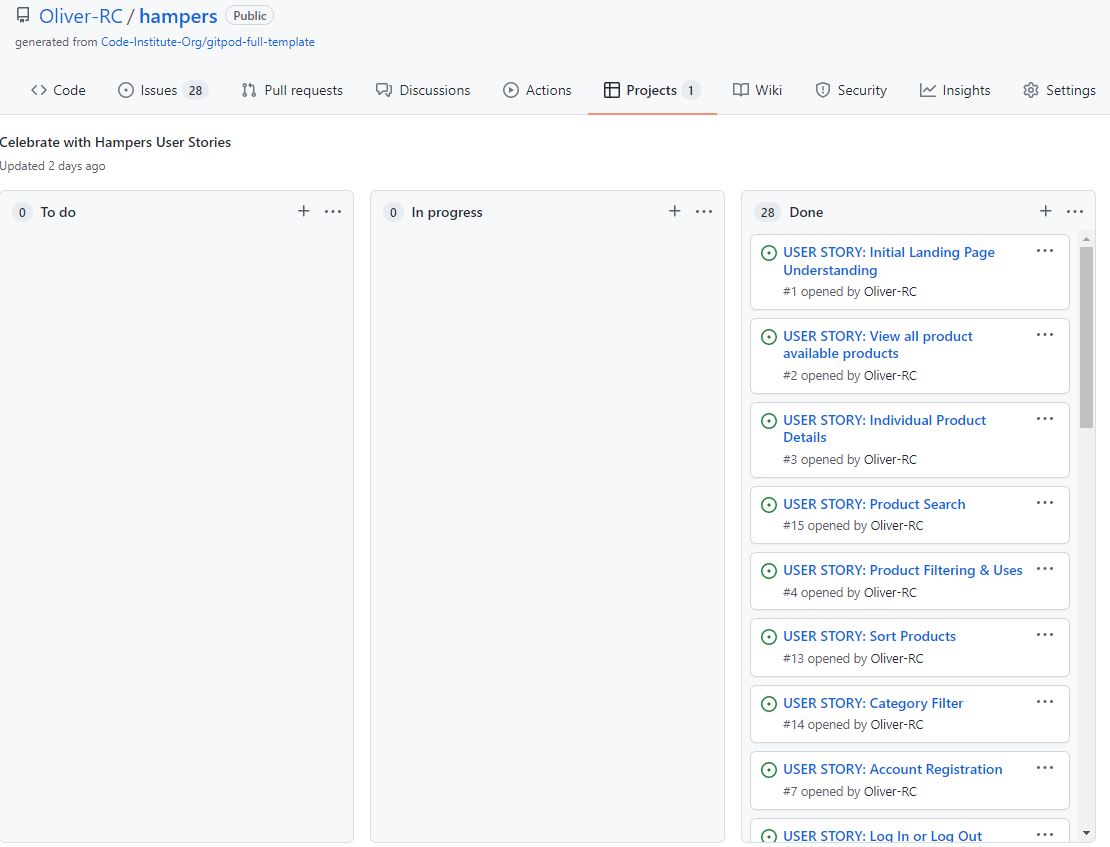 Oliver-RC / hampers Public
generated from Code-Institute-Org/gitpod-full-template
Code Issues 28 Pull requests Discussions Actions Projects 1 Wiki Security Insights Settings
Celebrate with Hampers User Stories
Updated 2 days ago
0 To do
0 In progress
28 Done
USER STORY: Initial Landing Page
Understanding
#1 opened by Oliver-RC
USER STORY: View all product
available products
#2 opened by Oliver-RC
USER STORY: Individual Product
Details
#3 opened by Oliver-RC
USER STORY: Product Search
#15 opened by Oliver-RC
USER STORY: Product Filtering & Uses
#4 opened by Oliver-RC
USER STORY: Sort Products
#13 opened by Oliver-RC
USER STORY: Category Filter
#14 opened by Oliver-RC
USER STORY: Account Registration
#7 opened by Oliver-RC
USER STORY: Log In or Log Out